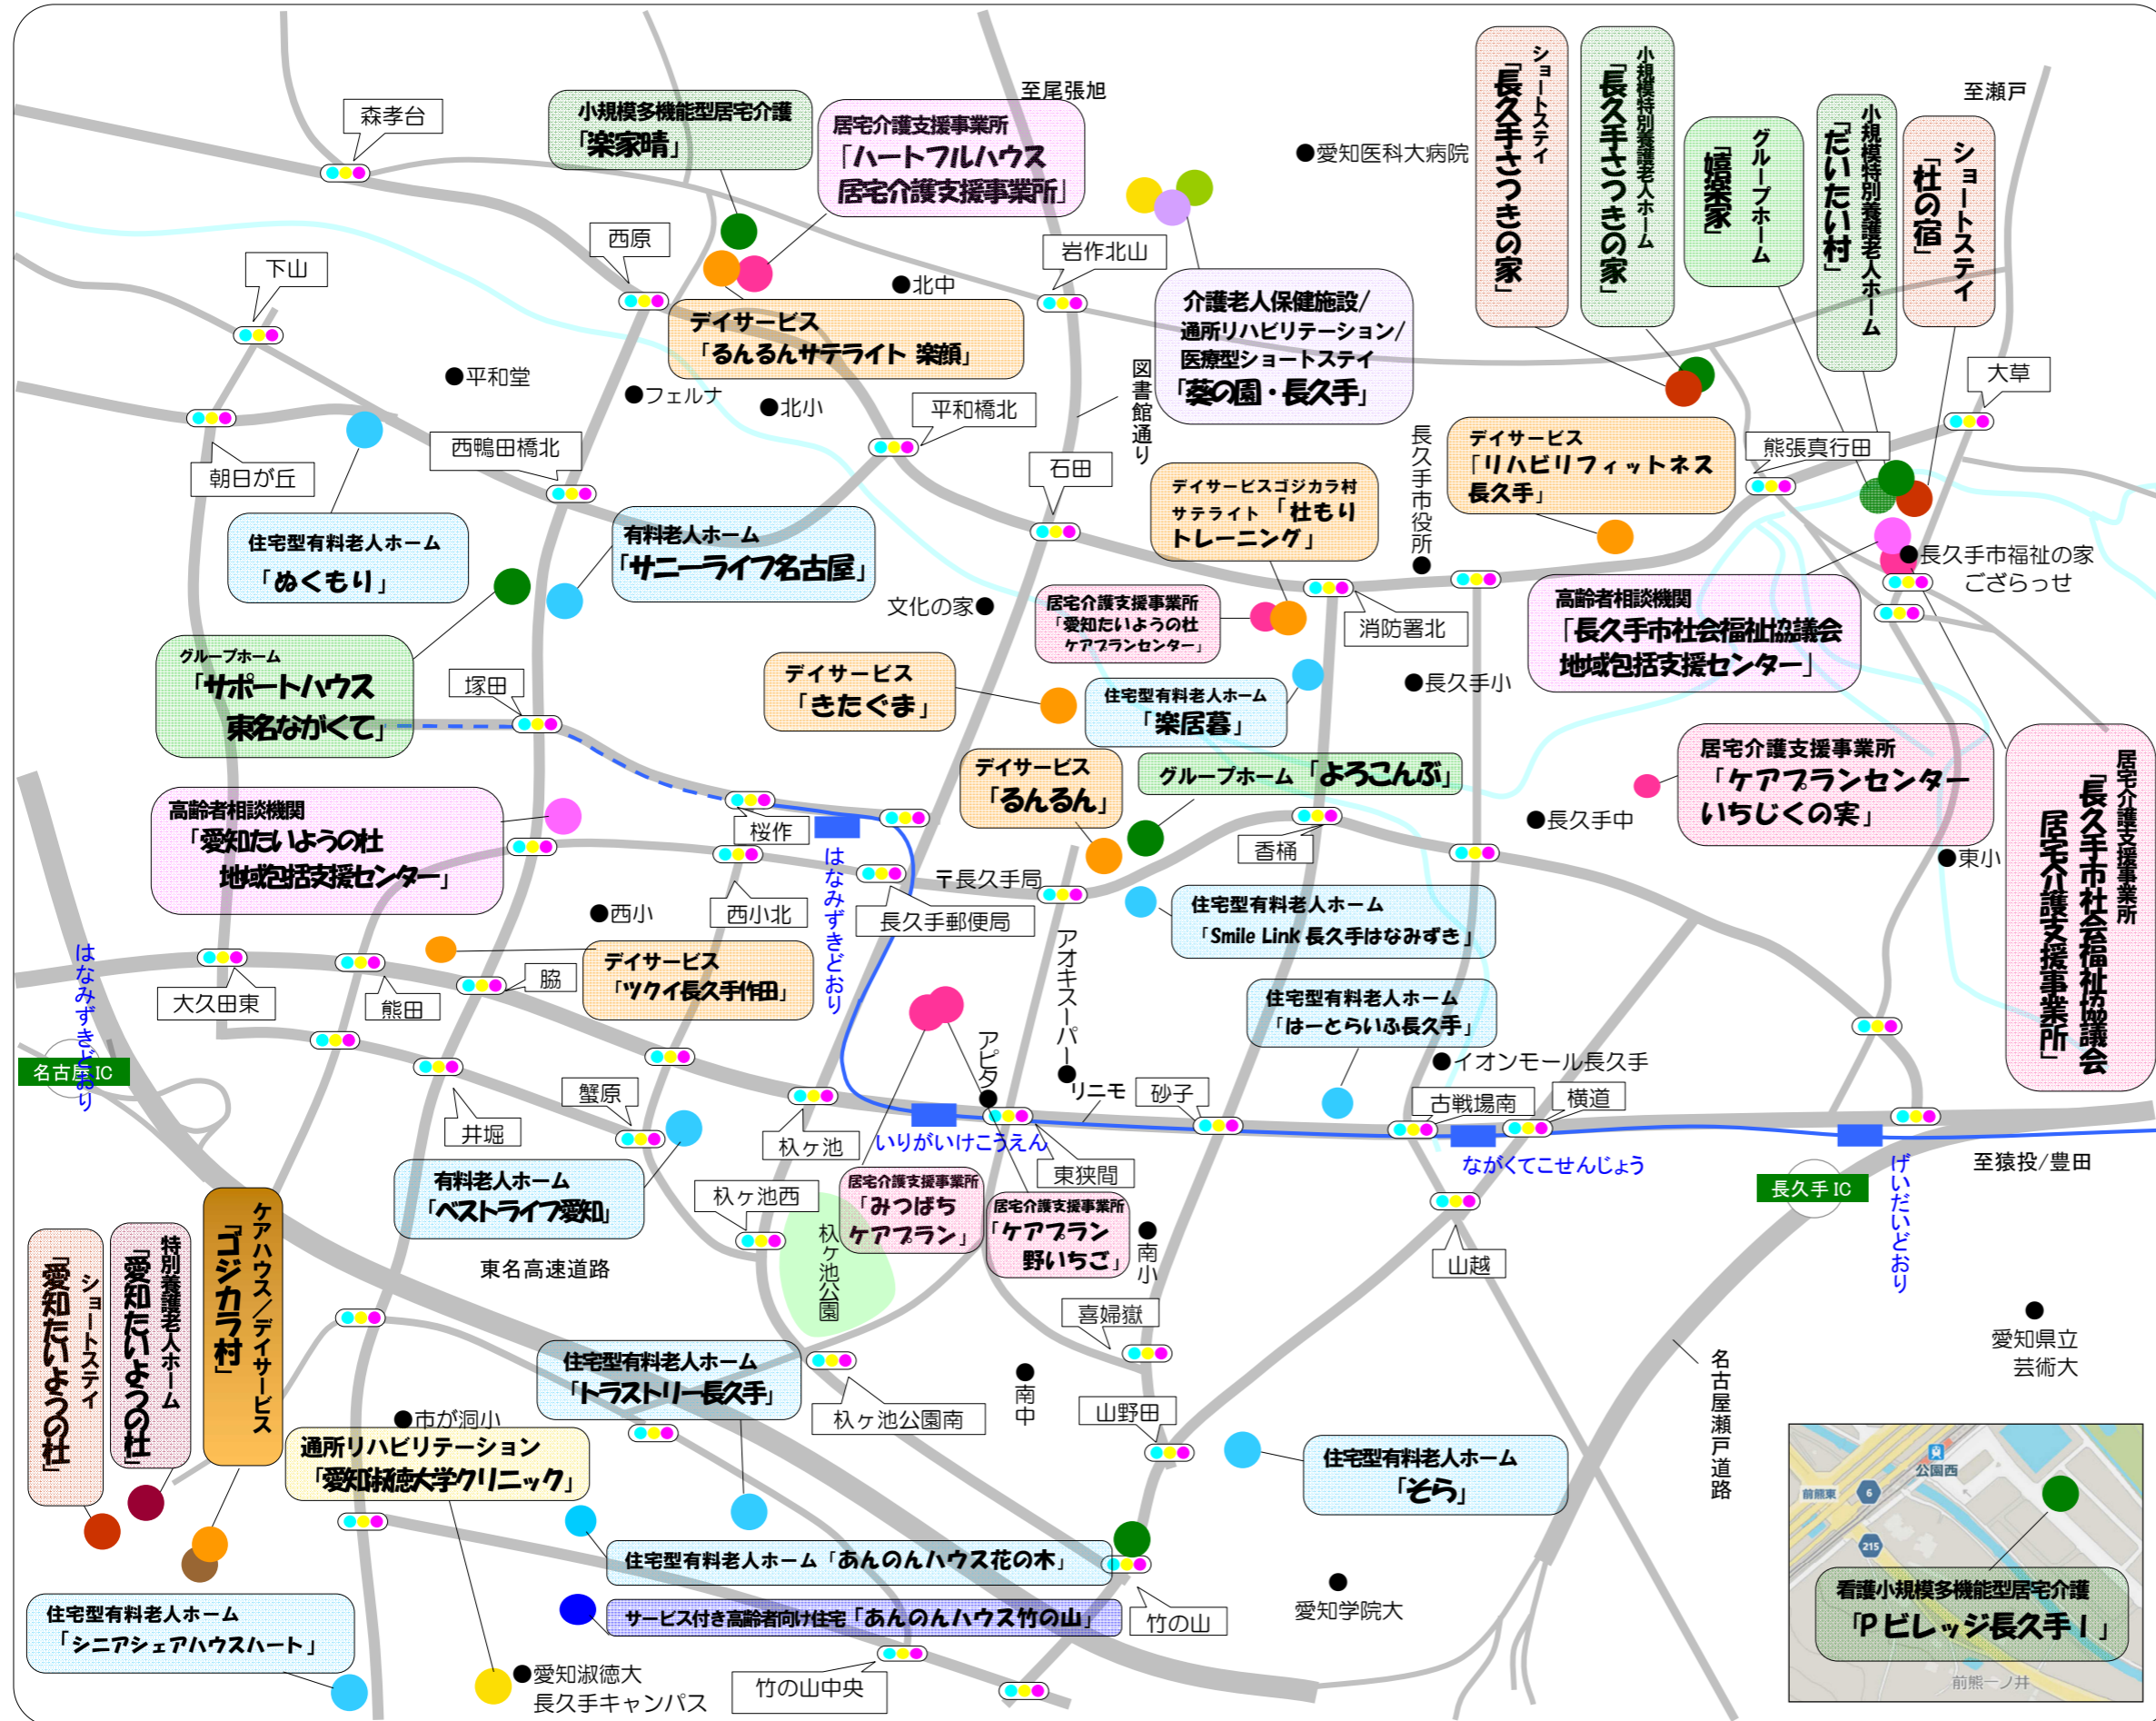 至尾張旭
至瀬戸
森孝台
小規模多機能型居宅介護
「楽家晴」
居宅介護支援事業所
「ハートフルハウス
居宅介護支援事業所」
●愛知医科大病院
ショートステイ
「長久手さつきの家」
小規模特別養護老人ホーム
「長久手さつきの家」
グループホーム
「嬉楽家」
小規模特別養護老人ホーム
「だいたい村」
ショートステイ
「杜の宿」
西原
下山
●北中
岩作北山
介護老人保健施設/
通所リハビリテーション/
医療型ショートステイ
「葵の園・長久手」
デイサービス
「るんるんサテライト 楽顔」
●平和堂
●フェルナ
●北小
平和橋北
図書館通り
大草
朝日が丘
西鴨田橋北
石田
デイサービスゴジカラ村
サテライト「杜もり
トレーニング」
長久手市役所●
デイサービス
「リハビリフィットネス
長久手」
熊張真行田
住宅型有料老人ホーム
「ぬくもり」
有料老人ホーム
「サニーライフ名古屋」
文化の家●
居宅介護支援事業所
「愛知たいようの杜
ケアプランセンター」
消防署北
高齢者相談機関
「長久手市社会福祉協議会
地域包括支援センター」
●長久手市福祉の家
ござらっせ
グループホーム
「サポートハウス
東名ながくて」
塚田
デイサービス
「きたぐま」
住宅型有料老人ホーム
「楽居暮」
●長久手小
居宅介護支援事業所
「ケアプランセンター
いちじくの実」
居宅介護支援事業所
「長久手市社会福祉協議会
居宅介護支援事業所」
デイサービス
「るんるん」
グループホーム「よろこんぶ」
高齢者相談機関
「愛知たいようの杜
地域包括支援センター」
桜作
はなみずきどおり
香桶
●長久手中
●東小
〒長久手局
西小北
長久手郵便局
●西小
住宅型有料老人ホーム
「Smile Link 長久手はなみずき」
アオキスーパー●
はなみずきどおり
大久田東
熊田
脇
デイサービス
「ツクイ長久手作田」
住宅型有料老人ホーム
「はーとらいふ長久手」
アピタ●
リニモ
●イオンモール長久手
名古屋 IC
井堀
蟹原
杁ヶ池
いりがいけこうえん
東狭間
砂子
古戦場南
横道
ながくてこせんじょう
至猿投/豊田
長久手 IC
げいだいどおり
有料老人ホーム
「ベストライフ愛知」
杁ヶ池西
杁ヶ池公園
居宅介護支援事業所
「みつばち
ケアプラン」
居宅介護支援事業所
「ケアプラン
野いちご」
●南小
山越
東名高速道路
ショートステイ
「愛知たいようの杜」
特別養護老人ホーム
「愛知たいようの杜」
ケアハウス／デイサービス
「ゴジカラ村」
喜婦嶽
●
愛知県立
芸術大
住宅型有料老人ホーム
「トラストリー長久手」
杁ヶ池公園南
●南中
山野田
名古屋瀬戸道路
●市が洞小
通所リハビリテーション
「愛知淑徳大学クリニック」
住宅型有料老人ホーム
「そら」
公園西
前熊東
6
215
看護小規模多機能型居宅介護
「P ビレッジ長久手Ⅰ」
前熊一ノ井
住宅型有料老人ホーム「あんのんハウス花の木」
サービス付き高齢者向け住宅「あんのんハウス竹の山」
竹の山
●
愛知学院大
住宅型有料老人ホーム
「シニアシェアハウスハート」
●愛知淑徳大
長久手キャンパス
竹の山中央